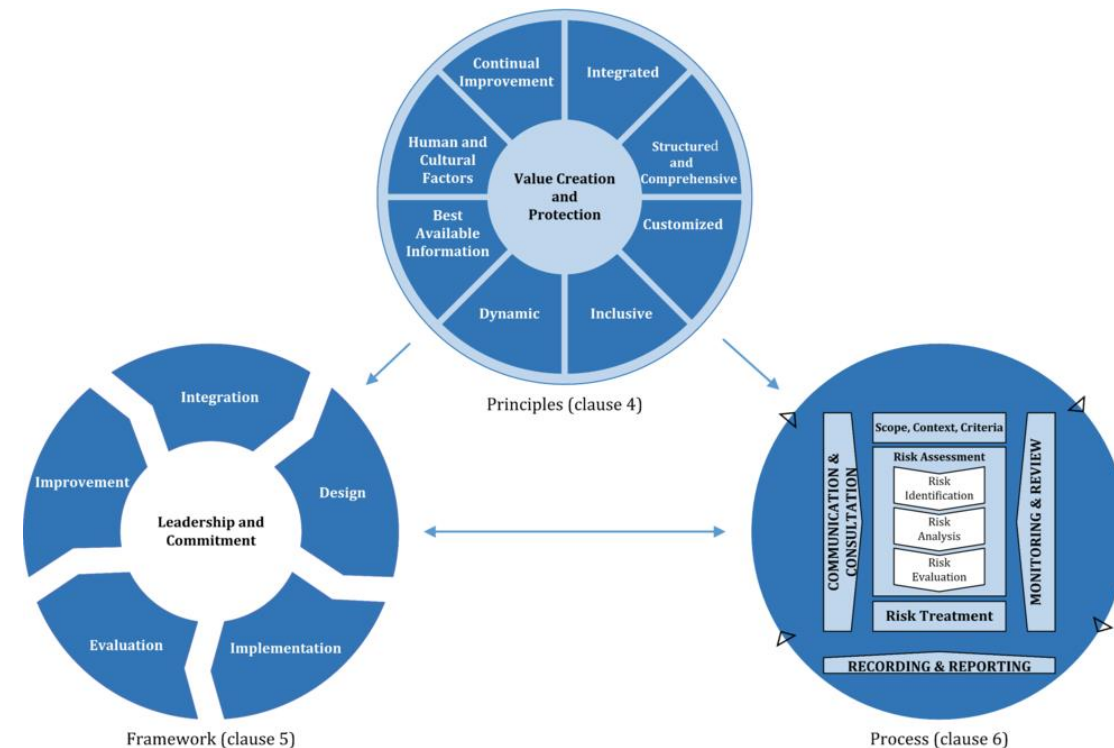 Continual
Improvement
Integrated
Human and
Cultural
Factors
Structured
and
Comprehensive
Value Creation
and
Protection
Best
Available
Information
Customized
Dynamic
Inclusive
Principles (clause 4)
Integration
Improvement
Design
Leadership and
Commitment
Evaluation
Implementation
Framework (clause 5)
Scope, Context, Criteria
Risk Assessment
Risk
Identification
Risk
Analysis
Risk
Evaluation
Risk Treatment
COMMUNICATION &
CONSULTATION
MONITORING & REVIEW
RECORDING & REPORTING
Process (clause 6)